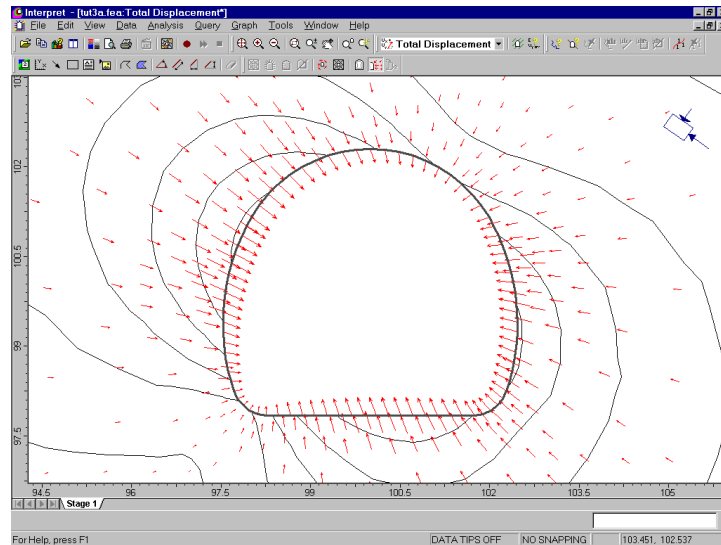 Interpret - [tut3a.fea:Total Displacement*]
File Edit View Data Analysis Query Graph Tools Window Help
Total Displacement
102
100.5
99
97.5
94.5 96 97.5 99 100.5 102 103.5 105
Stage 1
For Help, press F1 DATA TIPS OFF NO SNAPPING 103.451, 102.537